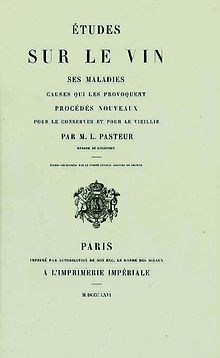 ÉTUDES
SUR LE VIN
SES MALADIES
CAUSES QUI LES PROVOQUENT
PROCÉDÉS NOUVEAUX
POUR LE CONSERVER ET POUR LE VIEILLIR
PAR M. L. PASTEUR
MEMBRE DE L'INSTITUT
PARIS
IMPRIMÉ PAR AUTORISATION DE SON EXC. LE GARDE DES SCEAUX
A L'IMPRIMERIE IMPÉRIALE
M DCCC LXVI